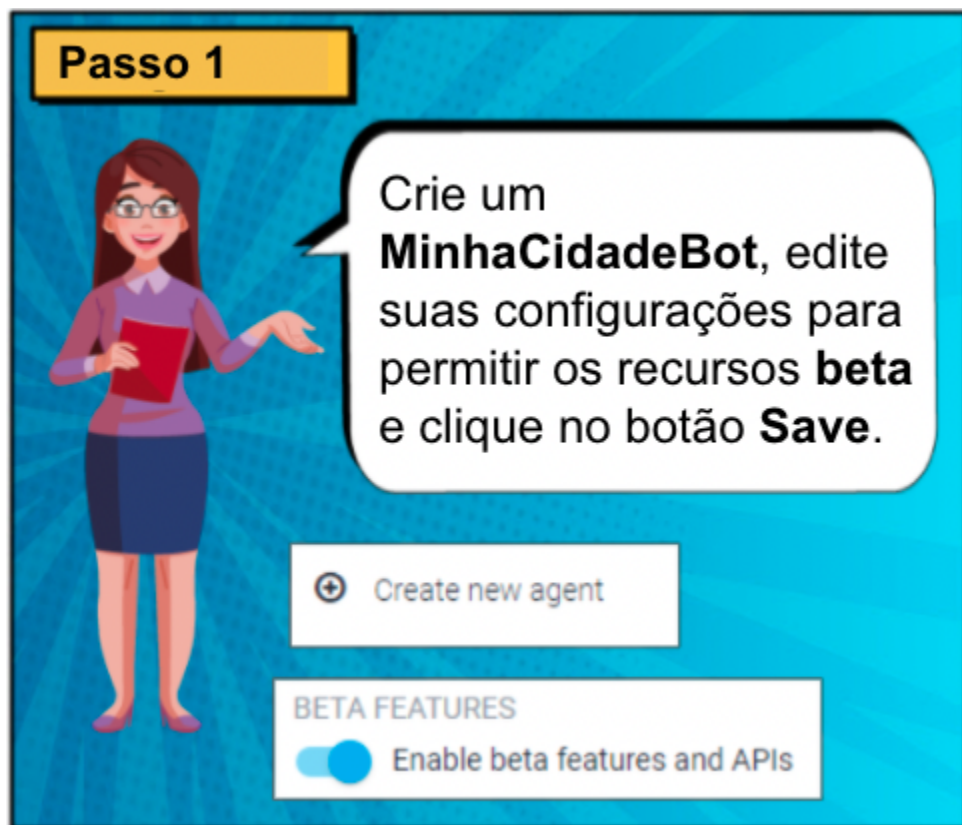 Passo 1
Crie um
MinhaCidadeBot, edite
suas configurações para
permitir os recursos beta
e clique no botão Save.
Create new agent
BETA FEATURES
Enable beta features and APIs